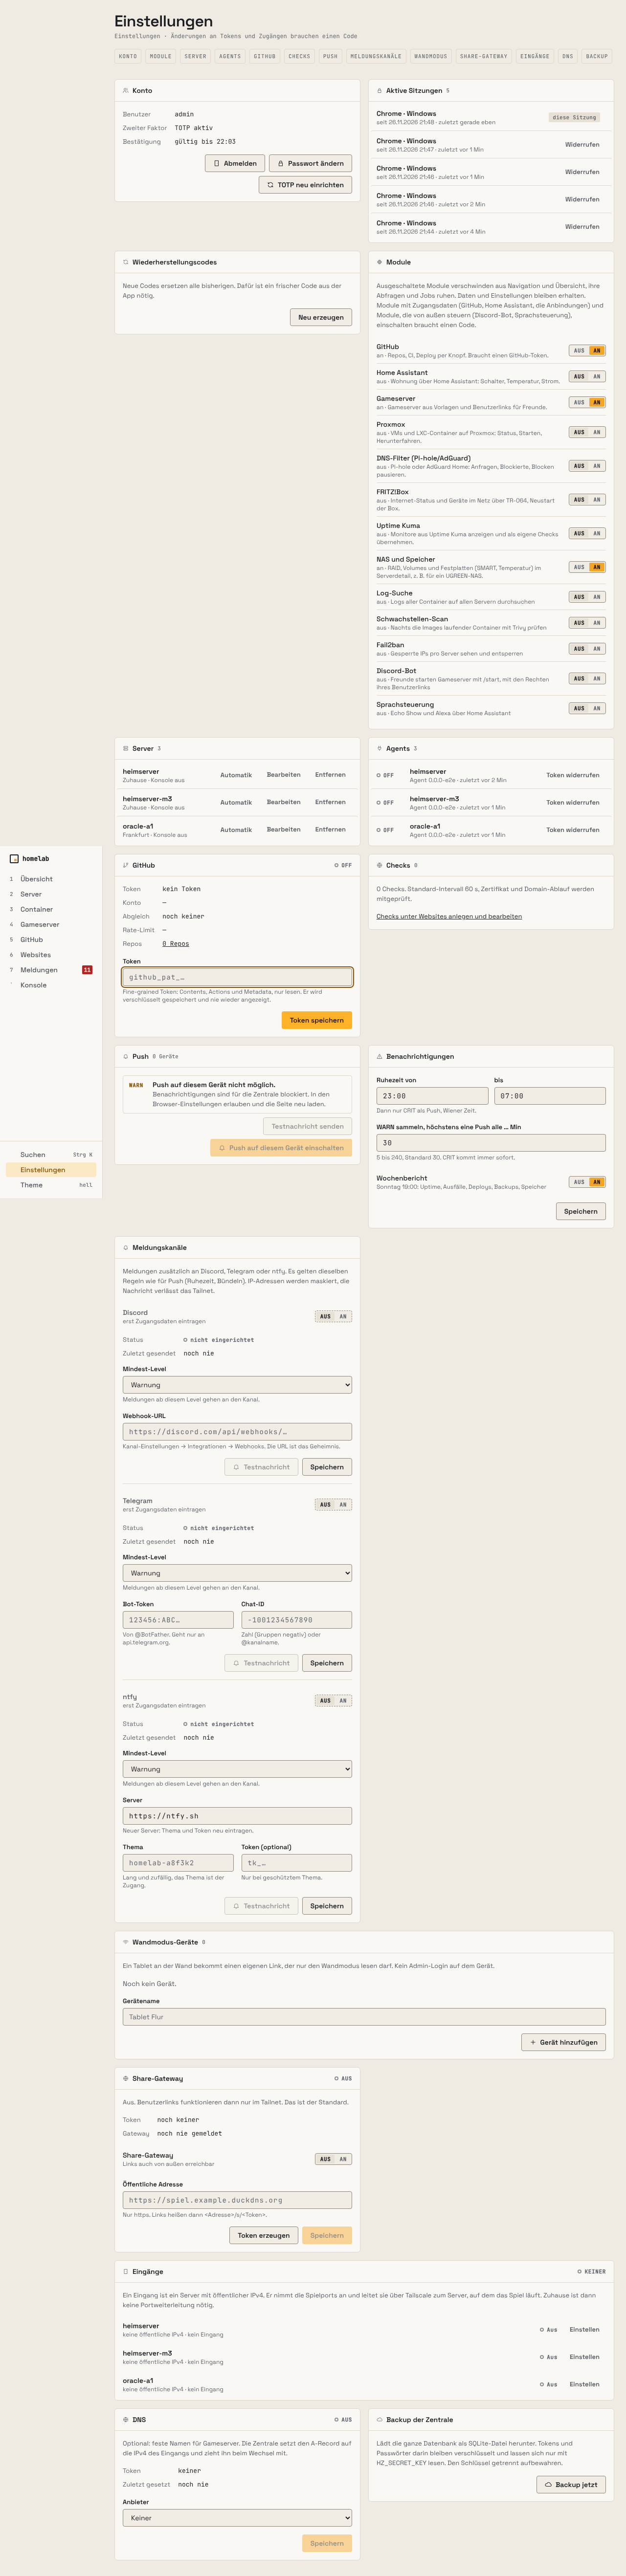 Einstellungen
Einstellungen · Änderungen an Tokens und Zugängen brauchen einen Code
KONTO MODULE SERVER AGENTS GITHUB CHECKS PUSH MELDUNGSKANÄLE WANDMODUS SHARE-GATEWAY EINGÄNGE DNS BACKUP
Konto
Benutzer admin
Zweiter Faktor TOTP aktiv
Bestätigung gültig bis 22:03
Abmelden Passwort ändern
TOTP neu einrichten
Aktive Sitzungen 5
Chrome · Windows
seit 26.11.2026 21:48 · zuletzt gerade eben
diese Sitzung
Chrome · Windows
seit 26.11.2026 21:47 · zuletzt vor 1 Min
Widerrufen
Chrome · Windows
seit 26.11.2026 21:46 · zuletzt vor 1 Min
Widerrufen
Chrome · Windows
seit 26.11.2026 21:46 · zuletzt vor 2 Min
Widerrufen
Chrome · Windows
seit 26.11.2026 21:44 · zuletzt vor 4 Min
Widerrufen
Wiederherstellungscodes
Neue Codes ersetzen alle bisherigen. Dafür ist ein frischer Code aus der
App nötig.
Neu erzeugen
Module
Ausgeschaltete Module verschwinden aus Navigation und Übersicht, ihre
Abfragen und Jobs ruhen. Daten und Einstellungen bleiben erhalten.
Module mit Zugangsdaten (GitHub, Home Assistant, die Anbindungen) und
Module, die von außen steuern (Discord-Bot, Sprachsteuerung),
einschalten braucht einen Code.
GitHub
an · Repos, CI, Deploy per Knopf. Braucht einen GitHub-Token.
AUS AN
Home Assistant
aus · Wohnung über Home Assistant: Schalter, Temperatur, Strom.
AUS AN
Gameserver
an · Gameserver aus Vorlagen und Benutzerlinks für Freunde.
AUS AN
Proxmox
aus · VMs und LXC-Container auf Proxmox: Status, Starten,
Herunterfahren.
AUS AN
DNS-Filter (Pi-hole/AdGuard)
aus · Pi-hole oder AdGuard Home: Anfragen, Blockierte, Blocken
pausieren.
AUS AN
FRITZ!Box
aus · Internet-Status und Geräte im Netz über TR-064, Neustart
der Box.
AUS AN
Uptime Kuma
aus · Monitore aus Uptime Kuma anzeigen und als eigene Checks
übernehmen.
AUS AN
NAS und Speicher
an · RAID, Volumes und Festplatten (SMART, Temperatur) im
Serverdetail, z. B. für ein UGREEN-NAS.
AUS AN
Log-Suche
aus · Logs aller Container auf allen Servern durchsuchen
AUS AN
Schwachstellen-Scan
aus · Nachts die Images laufender Container mit Trivy prüfen
AUS AN
Fail2ban
aus · Gesperrte IPs pro Server sehen und entsperren
AUS AN
Discord-Bot
aus · Freunde starten Gameserver mit /start, mit den Rechten
ihres Benutzerlinks
AUS AN
Sprachsteuerung
aus · Echo Show und Alexa über Home Assistant
AUS AN
Server 3
heimserver
Zuhause · Konsole aus
Automatik Bearbeiten Entfernen
heimserver-m3
Zuhause · Konsole aus
Automatik Bearbeiten Entfernen
oracle-a1
Frankfurt · Konsole aus
Automatik Bearbeiten Entfernen
Agents 3
OFF heimserver
Agent 0.0.0-e2e · zuletzt vor 2 Min
Token widerrufen
OFF heimserver-m3
Agent 0.0.0-e2e · zuletzt vor 1 Min
Token widerrufen
OFF oracle-a1
Agent 0.0.0-e2e · zuletzt vor 1 Min
Token widerrufen
homelab
1 Übersicht
2 Server
3 Container
4 Gameserver
5 GitHub
6 Websites
7 Meldungen 11
` Konsole
Suchen Strg K
Einstellungen
Theme hell
GitHub OFF
Token kein Token
Konto —
Abgleich noch keiner
Rate-Limit —
Repos 0 Repos
Token
github_pat_…
Fine-grained Token: Contents, Actions und Metadata, nur lesen. Er wird
verschlüsselt gespeichert und nie wieder angezeigt.
Token speichern
Checks 0
0 Checks. Standard-Intervall 60 s, Zertifikat und Domain-Ablauf werden
mitgeprüft.
Checks unter Websites anlegen und bearbeiten
Push 0 Geräte
WARN Push auf diesem Gerät nicht möglich.
Benachrichtigungen sind für die Zentrale blockiert. In den
Browser-Einstellungen erlauben und die Seite neu laden.
Testnachricht senden
Push auf diesem Gerät einschalten
Benachrichtigungen
Ruhezeit von bis
23:00 07:00
Dann nur CRIT als Push, Wiener Zeit.
WARN sammeln, höchstens eine Push alle … Min
30
5 bis 240, Standard 30. CRIT kommt immer sofort.
Wochenbericht
Sonntag 19:00: Uptime, Ausfälle, Deploys, Backups, Speicher
AUS AN
Speichern
Meldungskanäle
Meldungen zusätzlich an Discord, Telegram oder ntfy. Es gelten dieselben
Regeln wie für Push (Ruhezeit, Bündeln). IP-Adressen werden maskiert, die
Nachricht verlässt das Tailnet.
Discord
erst Zugangsdaten eintragen
AUS AN
Status nicht eingerichtet
Zuletzt gesendet noch nie
Mindest-Level
Warnung
Meldungen ab diesem Level gehen an den Kanal.
Webhook-URL
https://discord.com/api/webhooks/…
Kanal-Einstellungen → Integrationen → Webhooks. Die URL ist das Geheimnis.
Testnachricht Speichern
Telegram
erst Zugangsdaten eintragen
AUS AN
Status nicht eingerichtet
Zuletzt gesendet noch nie
Mindest-Level
Warnung
Meldungen ab diesem Level gehen an den Kanal.
Bot-Token Chat-ID
123456:ABC… -1001234567890
Von @BotFather. Geht nur an
api.telegram.org.
Zahl (Gruppen negativ) oder
@kanalname.
Testnachricht Speichern
ntfy
erst Zugangsdaten eintragen
AUS AN
Status nicht eingerichtet
Zuletzt gesendet noch nie
Mindest-Level
Warnung
Meldungen ab diesem Level gehen an den Kanal.
Server
https://ntfy.sh
Neuer Server: Thema und Token neu eintragen.
Thema Token (optional)
homelab-a8f3k2 tk_…
Lang und zufällig, das Thema ist der
Zugang.
Nur bei geschütztem Thema.
Testnachricht Speichern
Wandmodus-Geräte 0
Ein Tablet an der Wand bekommt einen eigenen Link, der nur den Wandmodus lesen darf. Kein Admin-Login auf dem Gerät.
Noch kein Gerät.
Gerätename
Tablet Flur
Gerät hinzufügen
Share-Gateway AUS
Aus. Benutzerlinks funktionieren dann nur im Tailnet. Das ist der Standard.
Token noch keiner
Gateway noch nie gemeldet
Share-Gateway
Links auch von außen erreichbar
AUS AN
Öffentliche Adresse
https://spiel.example.duckdns.org
Nur https. Links heißen dann <Adresse>/s/<Token>.
Token erzeugen Speichern
Eingänge KEINER
Ein Eingang ist ein Server mit öffentlicher IPv4. Er nimmt die Spielports an und leitet sie über Tailscale zum Server, auf dem das Spiel läuft. Zuhause ist dann
keine Portweiterleitung nötig.
heimserver
keine öffentliche IPv4 · kein Eingang
Aus Einstellen
heimserver-m3
keine öffentliche IPv4 · kein Eingang
Aus Einstellen
oracle-a1
keine öffentliche IPv4 · kein Eingang
Aus Einstellen
DNS AUS
Optional: feste Namen für Gameserver. Die Zentrale setzt den A-Record auf
die IPv4 des Eingangs und zieht ihn beim Wechsel mit.
Token keiner
Zuletzt gesetzt noch nie
Anbieter
Keiner
Speichern
Backup der Zentrale
Lädt die ganze Datenbank als SQLite-Datei herunter. Tokens und
Passwörter darin bleiben verschlüsselt und lassen sich nur mit
HZ_SECRET_KEY lesen. Den Schlüssel getrennt aufbewahren.
Backup jetzt